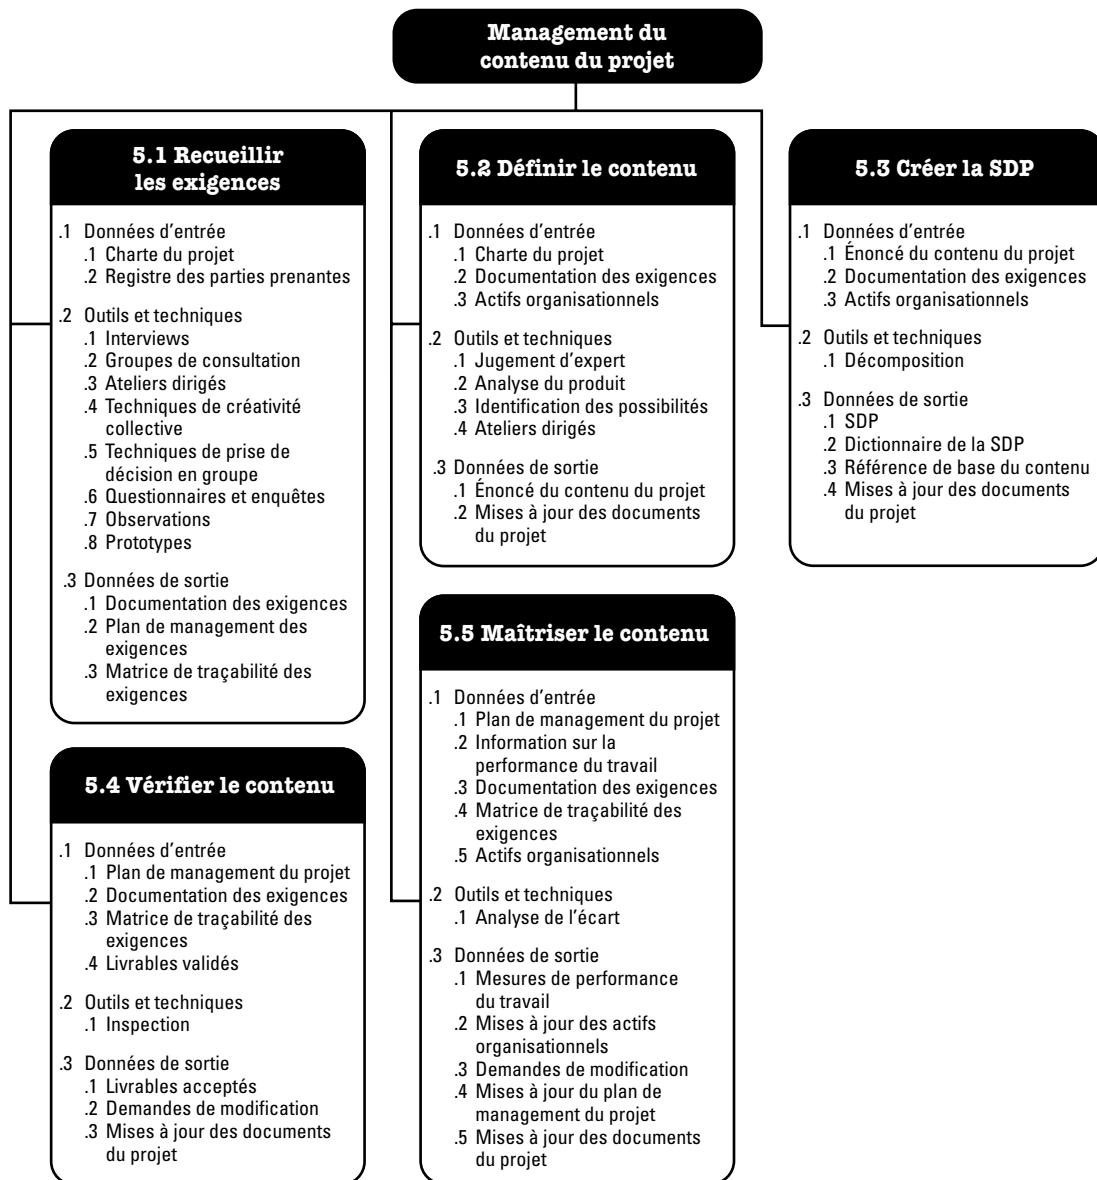 Management du
contenu du projet
5.1 Recueillir
les exigences
.1 Données d'entrée
.1 Charte du projet
.2 Registre des parties prenantes
.2 Outils et techniques
.1 Interviews
.2 Groupes de consultation
.3 Ateliers dirigés
.4 Techniques de créativité
collective
.5 Techniques de prise de
décision en groupe
.6 Questionnaires et enquêtes
.7 Observations
.8 Prototypes
.3 Données de sortie
.1 Documentation des exigences
.2 Plan de management des
exigences
.3 Matrice de traçabilité des
exigences
5.2 Définir le contenu
.1 Données d'entrée
.1 Charte du projet
.2 Documentation des exigences
.3 Actifs organisationnels
.2 Outils et techniques
.1 Jugement d'expert
.2 Analyse du produit
.3 Identification des possibilités
.4 Ateliers dirigés
.3 Données de sortie
.1 Énoncé du contenu du projet
.2 Mises à jour des documents
du projet
5.3 Créer la SDP
.1 Données d'entrée
.1 Énoncé du contenu du projet
.2 Documentation des exigences
.3 Actifs organisationnels
.2 Outils et techniques
.1 Décomposition
.3 Données de sortie
.1 SDP
.2 Dictionnaire de la SDP
.3 Référence de base du contenu
.4 Mises à jour des documents
du projet
5.4 Vérifier le contenu
.1 Données d'entrée
.1 Plan de management du projet
.2 Documentation des exigences
.3 Matrice de traçabilité des
exigences
.4 Livrables validés
.2 Outils et techniques
.1 Inspection
.3 Données de sortie
.1 Livrables acceptés
.2 Demandes de modification
.3 Mises à jour des documents
du projet
5.5 Maîtriser le contenu
.1 Données d'entrée
.1 Plan de management du projet
.2 Information sur la
performance du travail
.3 Documentation des exigences
.4 Matrice de traçabilité des
exigences
.5 Actifs organisationnels
.2 Outils et techniques
.1 Analyse de l'écart
.3 Données de sortie
.1 Mesures de performance
du travail
.2 Mises à jour des actifs
organisationnels
.3 Demandes de modification
.4 Mises à jour du plan de
management du projet
.5 Mises à jour des documents
du projet